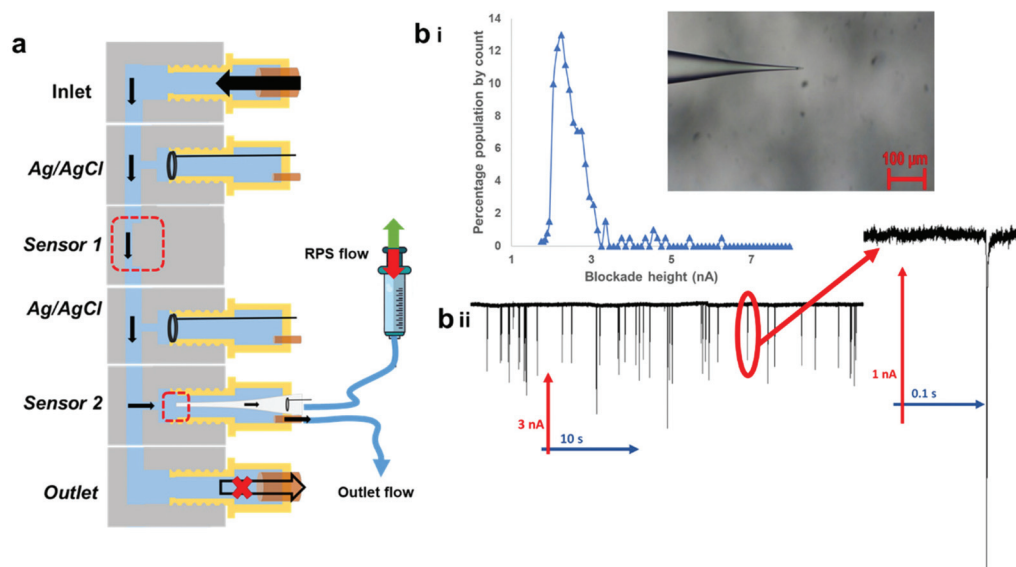 a
Inlet
Ag/AgCl
Sensor 1
Ag/AgCl
Sensor 2
Outlet
RPS flow
Outlet flow
b i
Percentage population by count
14
12
10
8
6
4
2
0
1
3
5
7
Blockade height (nA)
100 µm
b ii
3 nA
10 s
1 nA
0.1 s